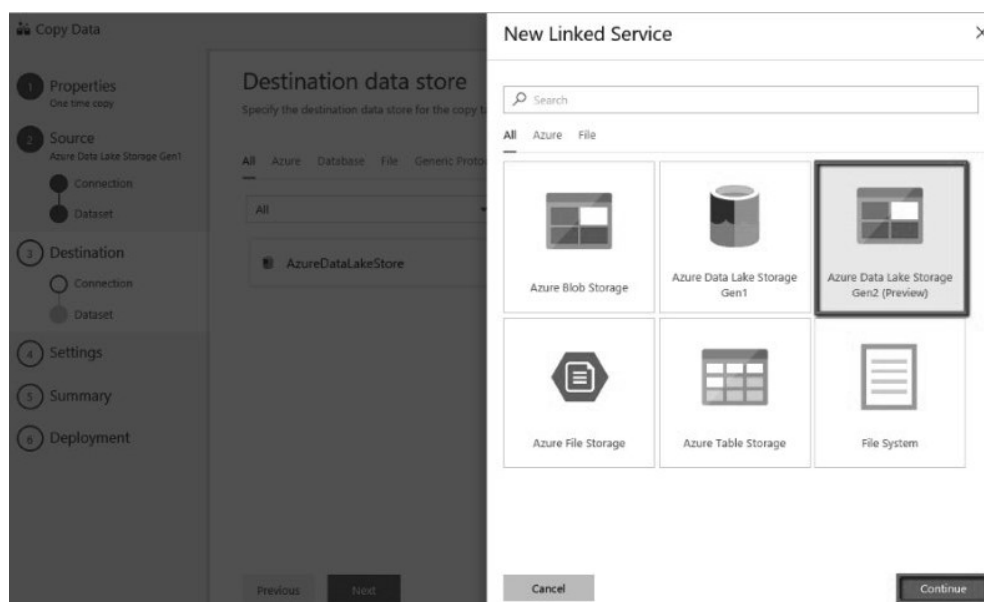 Copy Data
1
Properties
One time copy
2
Source
Azure Data Lake Storage Gen1
Connection
Dataset
3
Destination
Connection
Dataset
4
Settings
5
Summary
6
Deployment
Destination data store
Specify the destination data store for the copy t
All Azure Database File Generic Proto
All
AzureDataLakeStore
Previous Next
New Linked Service
Search
All Azure File
Azure Blob Storage
Azure Data Lake Storage
Gen1
Azure Data Lake Storage
Gen2 (Preview)
Azure File Storage
Azure Table Storage
File System
Cancel Continue